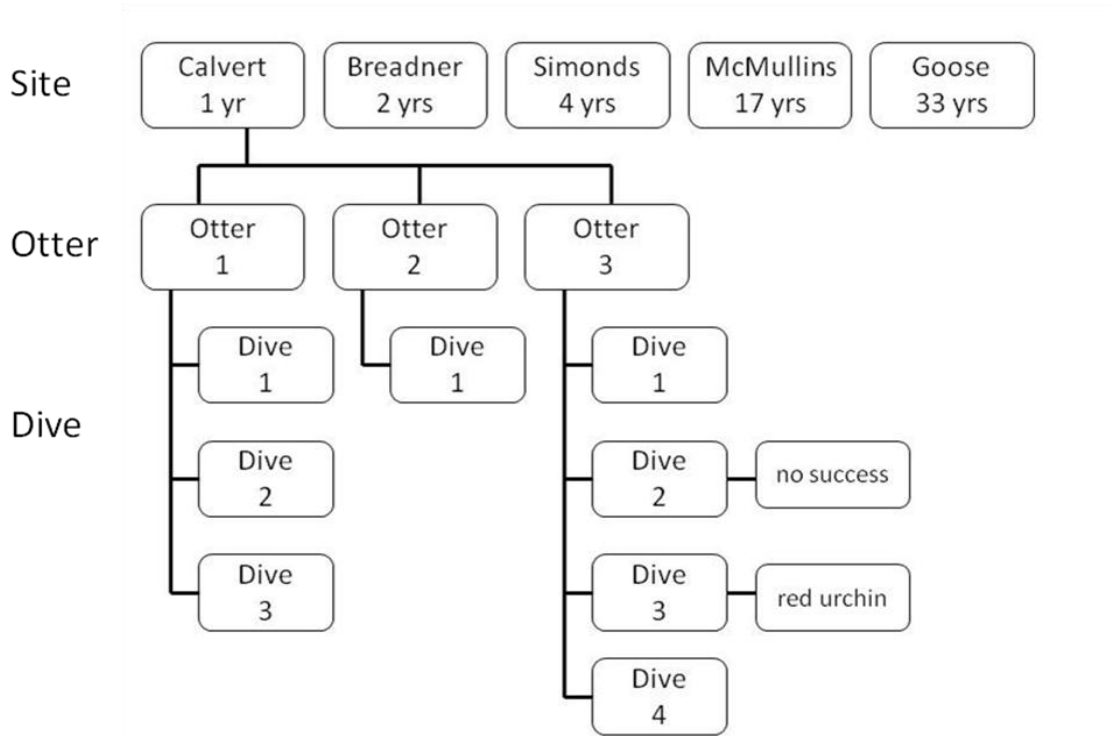 Site
Calvert
1 yr
Breadner
2 yrs
Simonds
4 yrs
McMullins
17 yrs
Goose
33 yrs
Otter
Otter
1
Otter
2
Otter
3
Dive
Dive
1
Dive
2
Dive
3
Dive
1
Dive
1
Dive
2
no success
Dive
3
red urchin
Dive
4